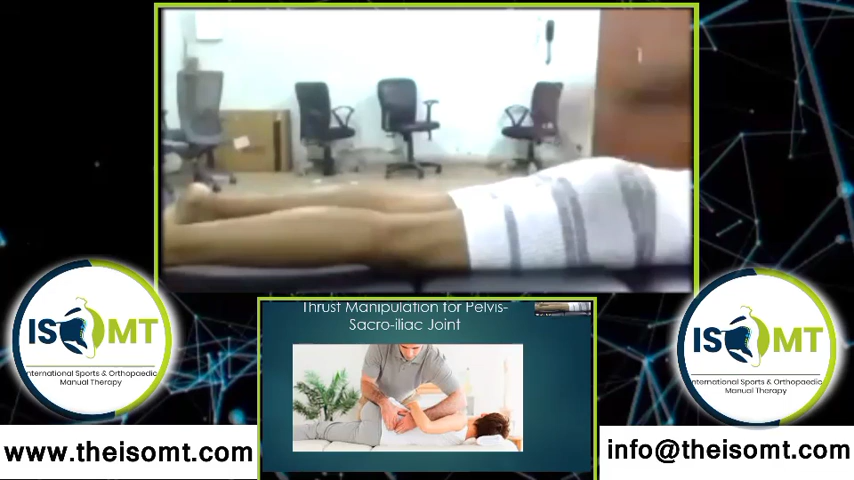 Thrust Manipulation for Pelvis-
Sacro-iliac Joint
ISOMT
International Sports & Orthopaedic
Manual Therapy
ISOMT
International Sports & Orthopaedic
Manual Therapy
www.theisomt.com
info@theisomt.com